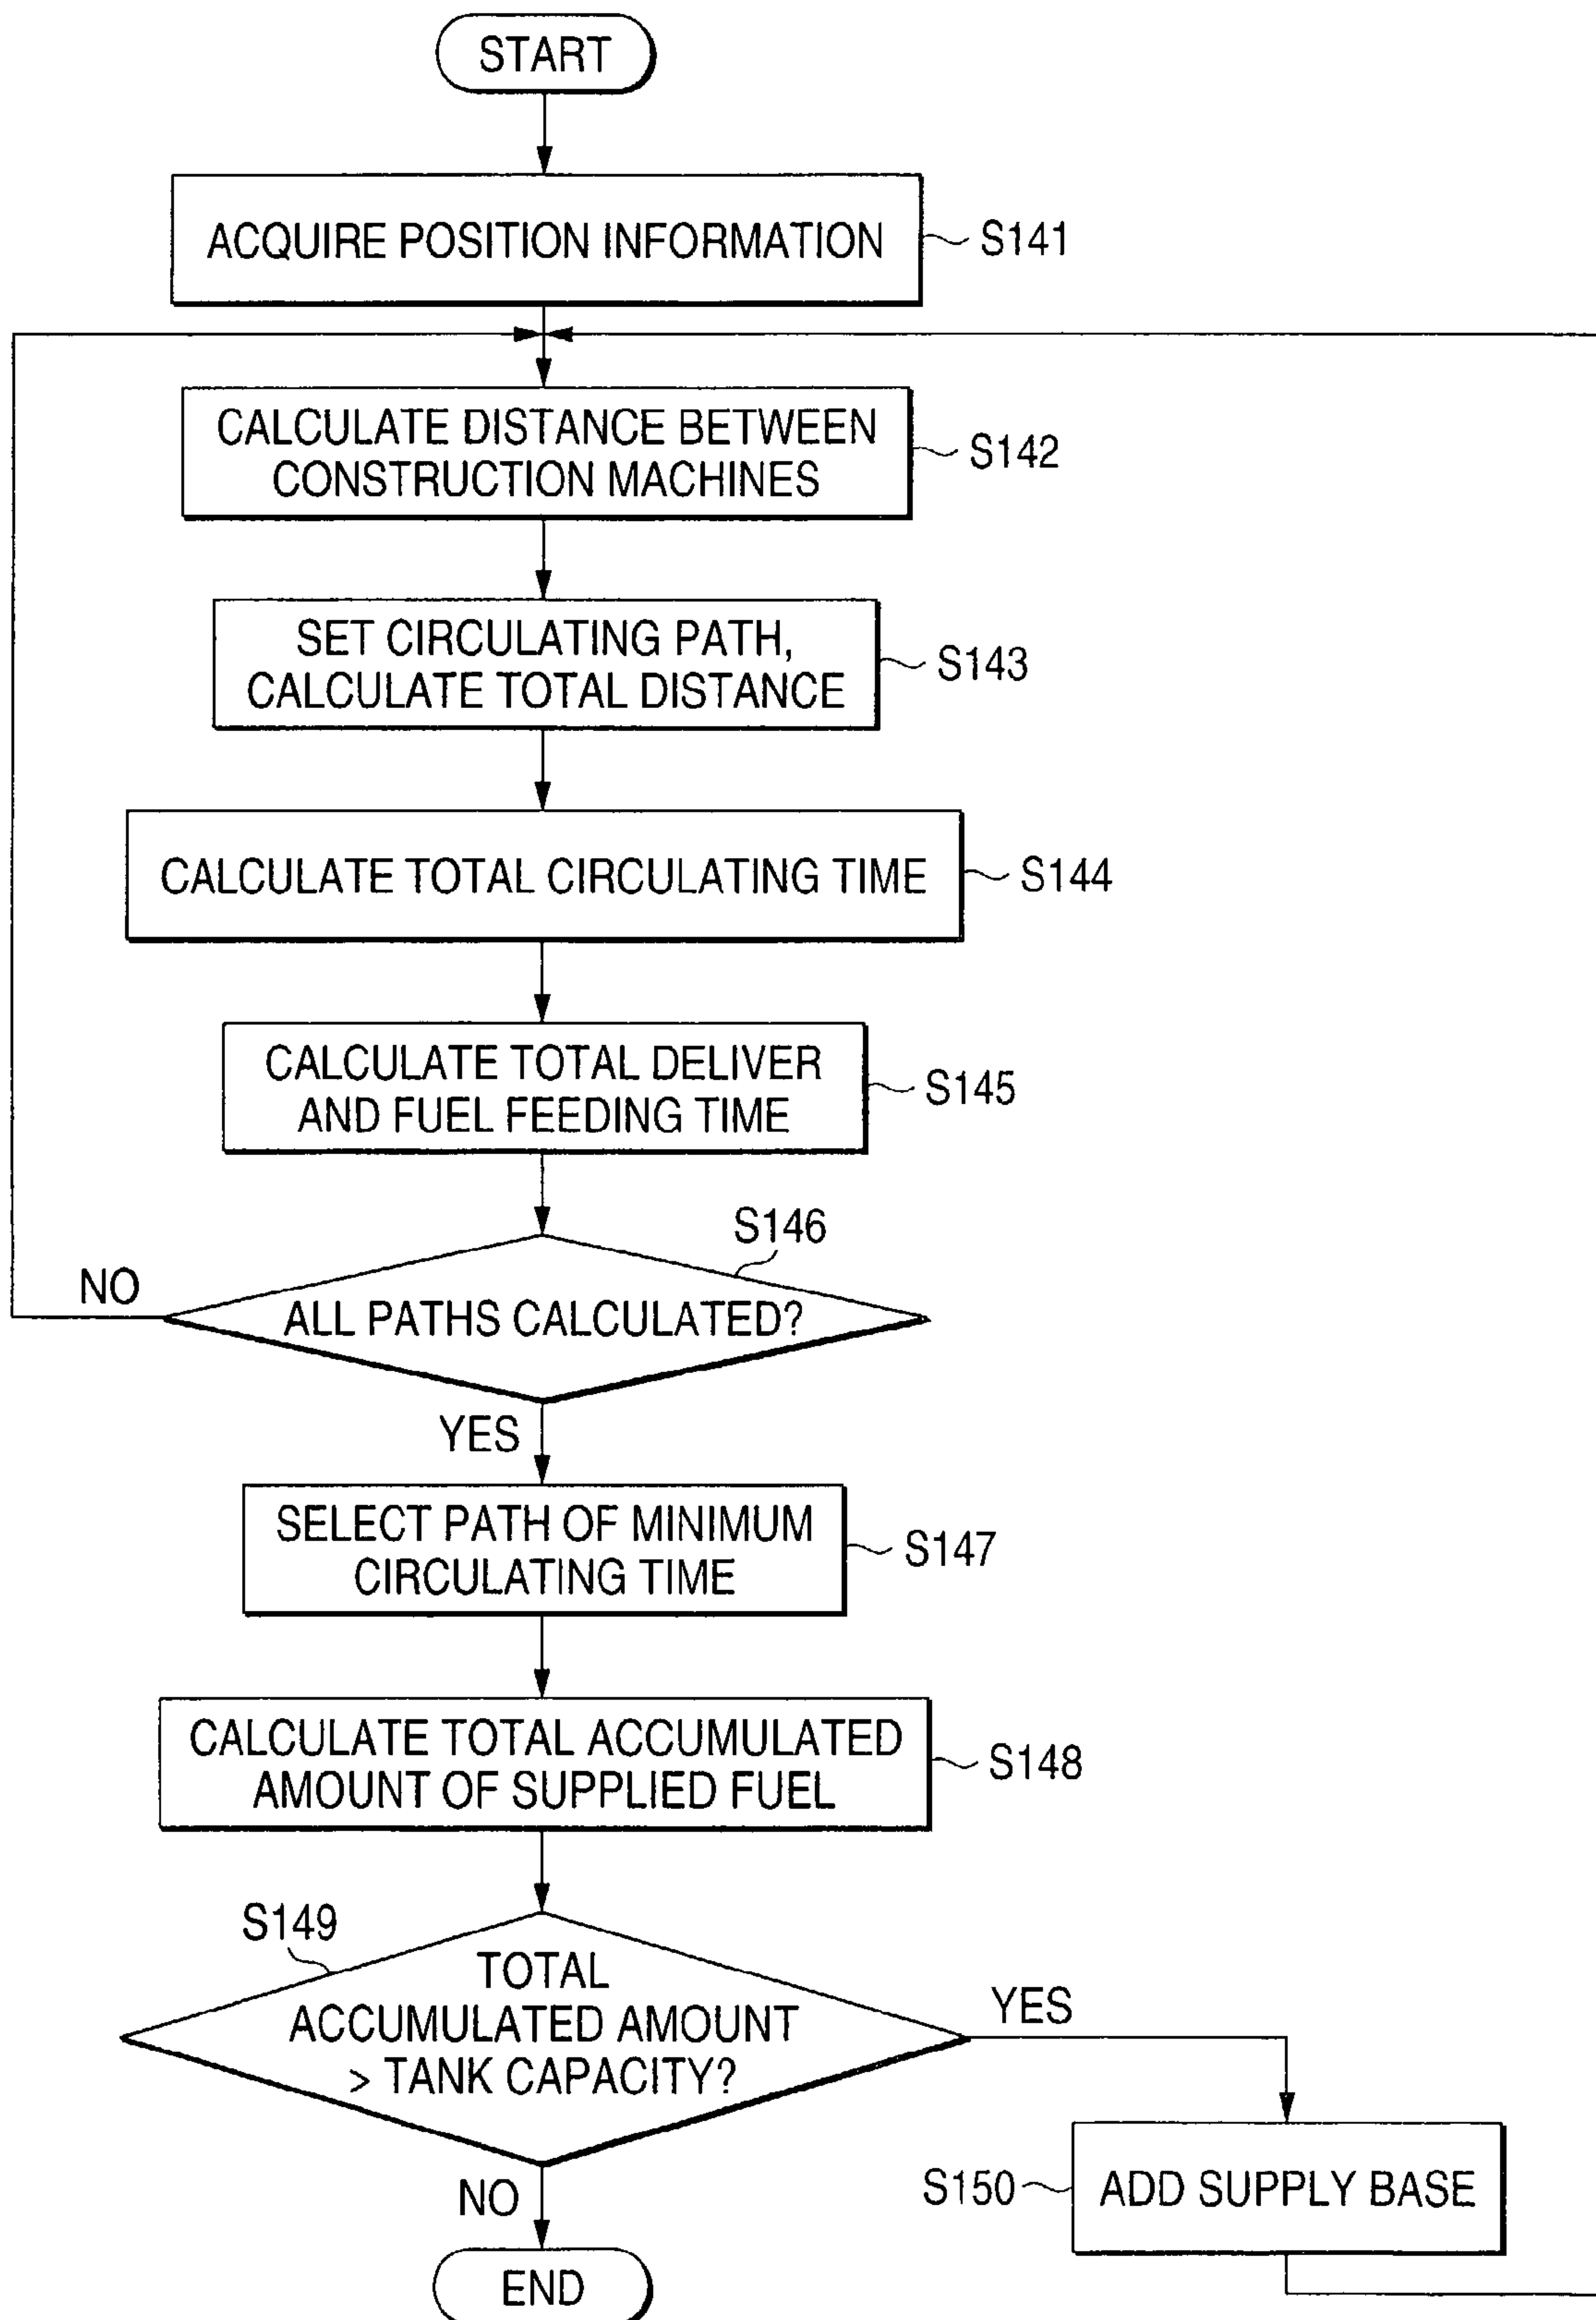 START
ACQUIRE POSITION INFORMATION
S141
CALCULATE DISTANCE BETWEEN
CONSTRUCTION MACHINES
S142
SET CIRCULATING PATH,
CALCULATE TOTAL DISTANCE
S143
CALCULATE TOTAL CIRCULATING TIME
S144
CALCULATE TOTAL DELIVER
AND FUEL FEEDING TIME
S145
S146
NO
ALL PATHS CALCULATED?
YES
SELECT PATH OF MINIMUM
CIRCULATING TIME
S147
CALCULATE TOTAL ACCUMULATED
AMOUNT OF SUPPLIED FUEL
S148
S149
TOTAL
ACCUMULATED AMOUNT
> TANK CAPACITY?
YES
S150
ADD SUPPLY BASE
NO
END